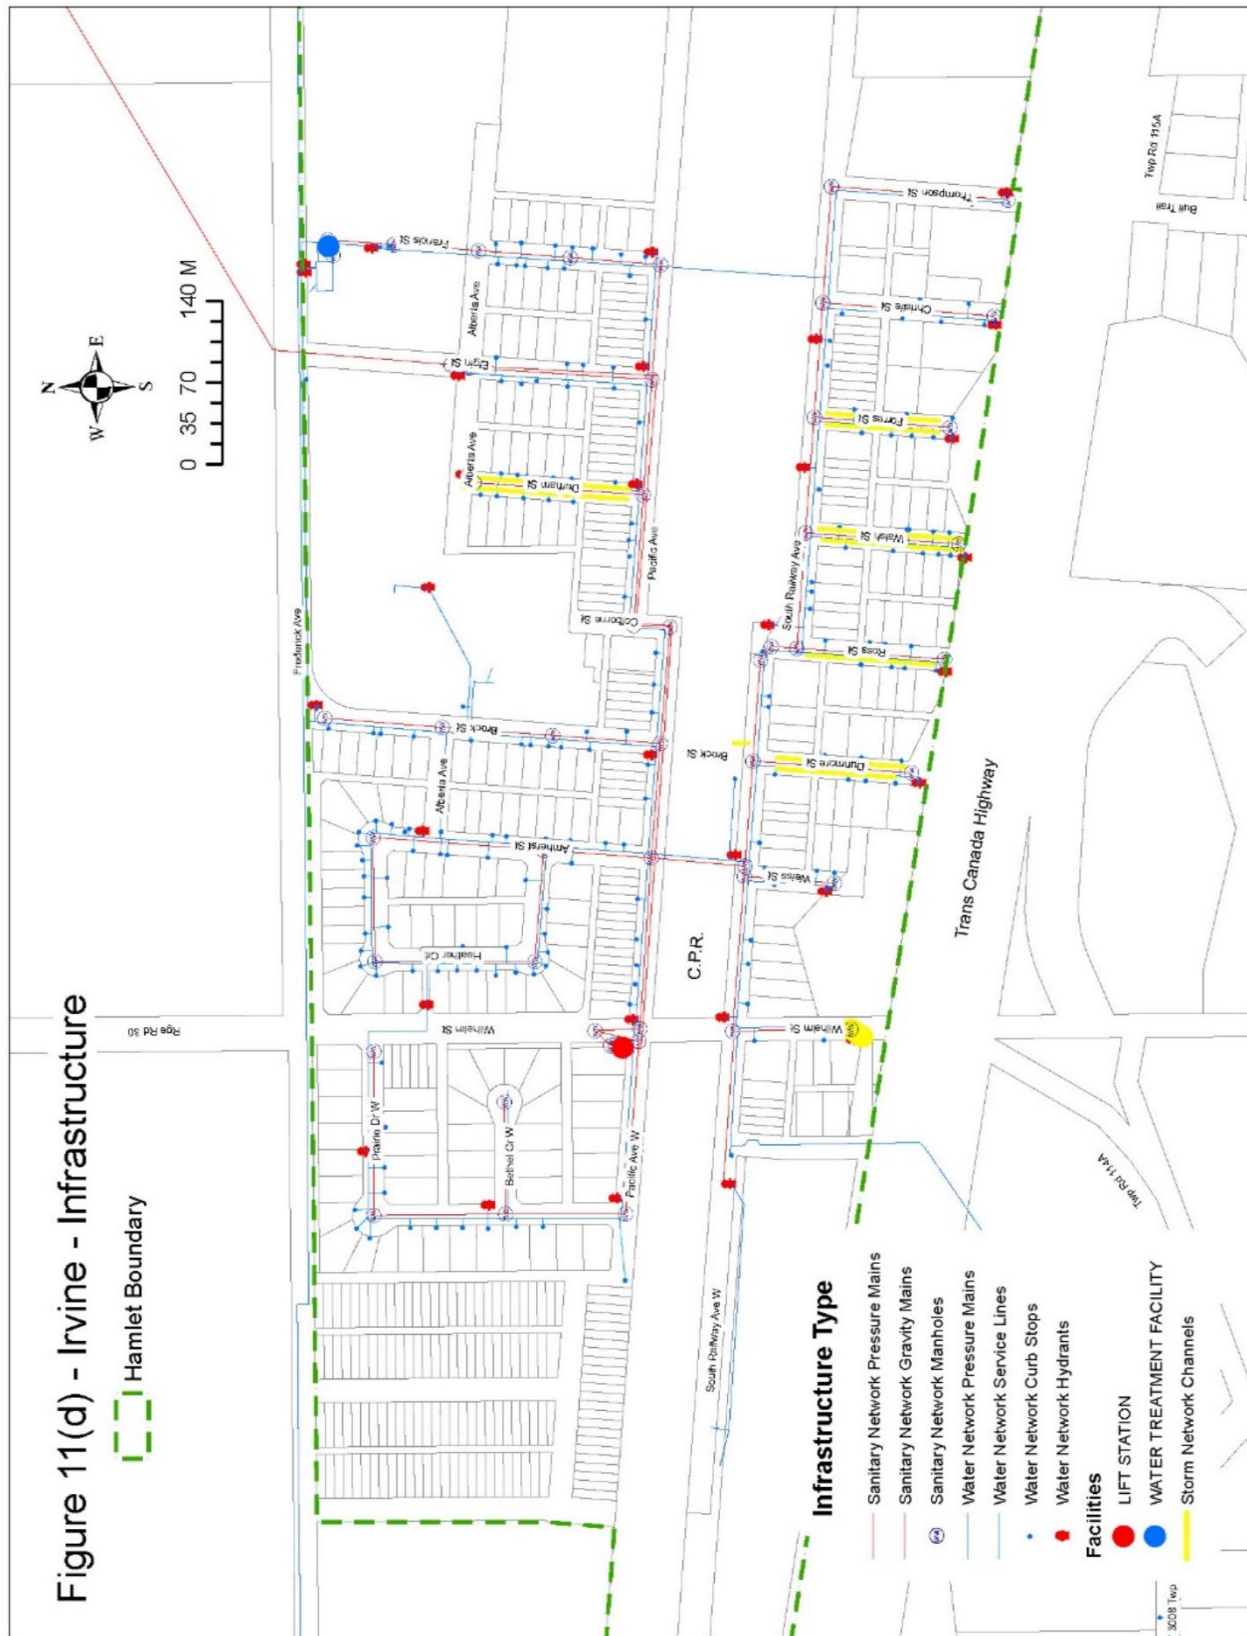 Figure 11(d) - Irvine - Infrastructure
Hamlet Boundary
N
W
E
S
0 35 70 140 M
Rge Rd 30
Frederick Ave
Francis St
Alberta Ave
Elgin St
Alberta Ave
Durham St
Colborne St
Pacific Ave
Brock St
Alberta Ave
Amherst St
Heather Crt
Wilhelm St
Prairie Dr W
Bethel Cr W
Pacific Ave W
C.P.R.
Brock St
South Railway Ave
South Railway Ave W
Thompson St
Christie St
Forres St
Walsh St
Ross St
Dunmore St
Weiss St
Wilhelm St
Trans Canada Highway
Twp Rd 115A
Bull Trail
Twp Rd 114A
Infrastructure Type
Sanitary Network Pressure Mains
Sanitary Network Gravity Mains
Sanitary Network Manholes
Water Network Pressure Mains
Water Network Service Lines
Water Network Curb Stops
Water Network Hydrants
Facilities
LIFT STATION
WATER TREATMENT FACILITY
Storm Network Channels